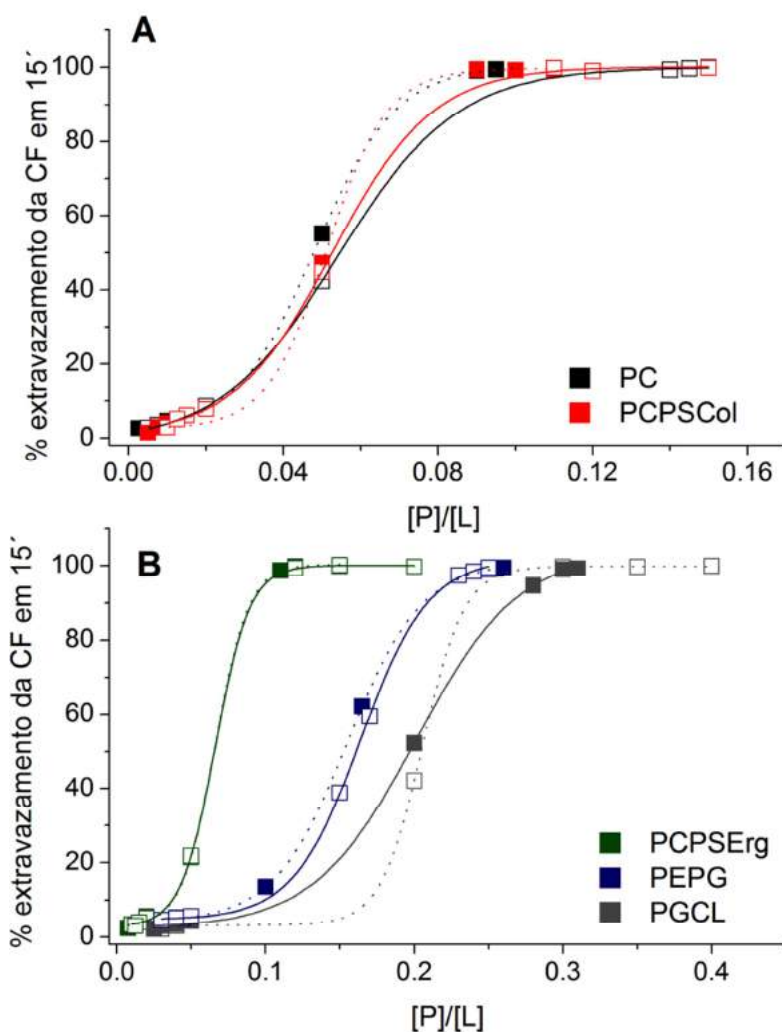 A
% extravazamento da CF em 15´
100
80
60
40
20
0
PC
PCPSCol
0.00 0.04 0.08 0.12 0.16
[P]/[L]
B
% extravazamento da CF em 15´
100
80
60
40
20
0
PCPSErg
PEPG
PGCL
0.0 0.1 0.2 0.3 0.4
[P]/[L]